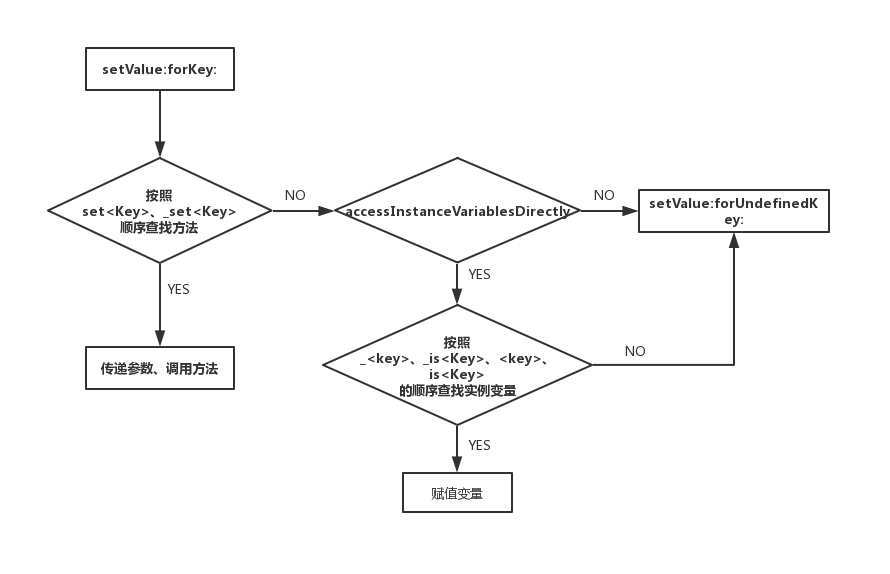 setValue:forKey:
按照
set<Key>、_set<Key>
顺序查找方法
NO
accessInstanceVariablesDirectly
NO
setValue:forUndefinedK
ey:
YES
YES
传递参数、调用方法
按照
_<key>、_is<Key>、<key>、
is<Key>
的顺序查找实例变量
NO
YES
赋值变量